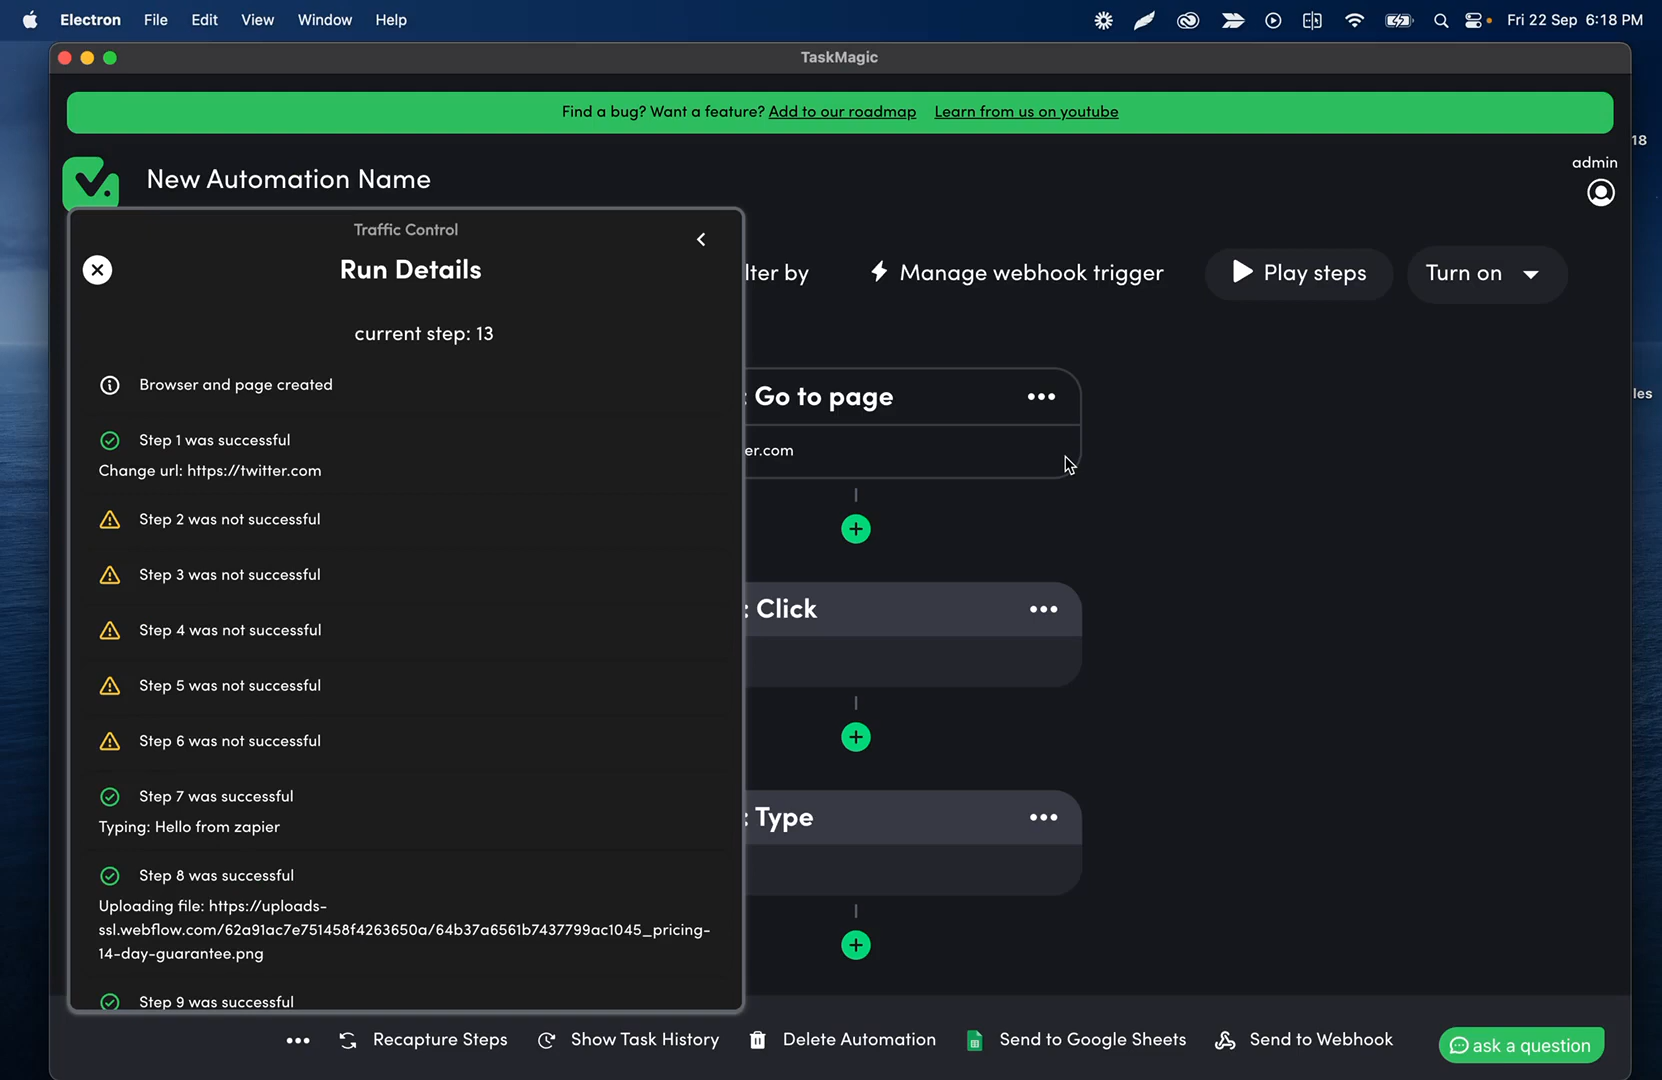 Electron File Edit View Window Help Fri 22 Sep 6:18 PM
TaskMagic
Find a bug? Want a feature? Add to our roadmap Learn from us on youtube
18
admin
New Automation Name
Traffic Control
Run Details
lter by Manage webhook trigger Play steps Turn on
current step: 13
Browser and page created
Step 1 was successful
Change url: https://twitter.com
Step 2 was not successful
Step 3 was not successful
Step 4 was not successful
Step 5 was not successful
Step 6 was not successful
Step 7 was successful
Typing: Hello from zapier
Step 8 was successful
Uploading file: https://uploads-
ssl.webflow.com/62a91ac7e751458f4263650a/64b37a6561b7437799ac1045_pricing-
14-day-guarantee.png
Step 9 was successful
: Go to page
er.com
les
: Click
: Type
Recapture Steps Show Task History Delete Automation Send to Google Sheets Send to Webhook ask a question